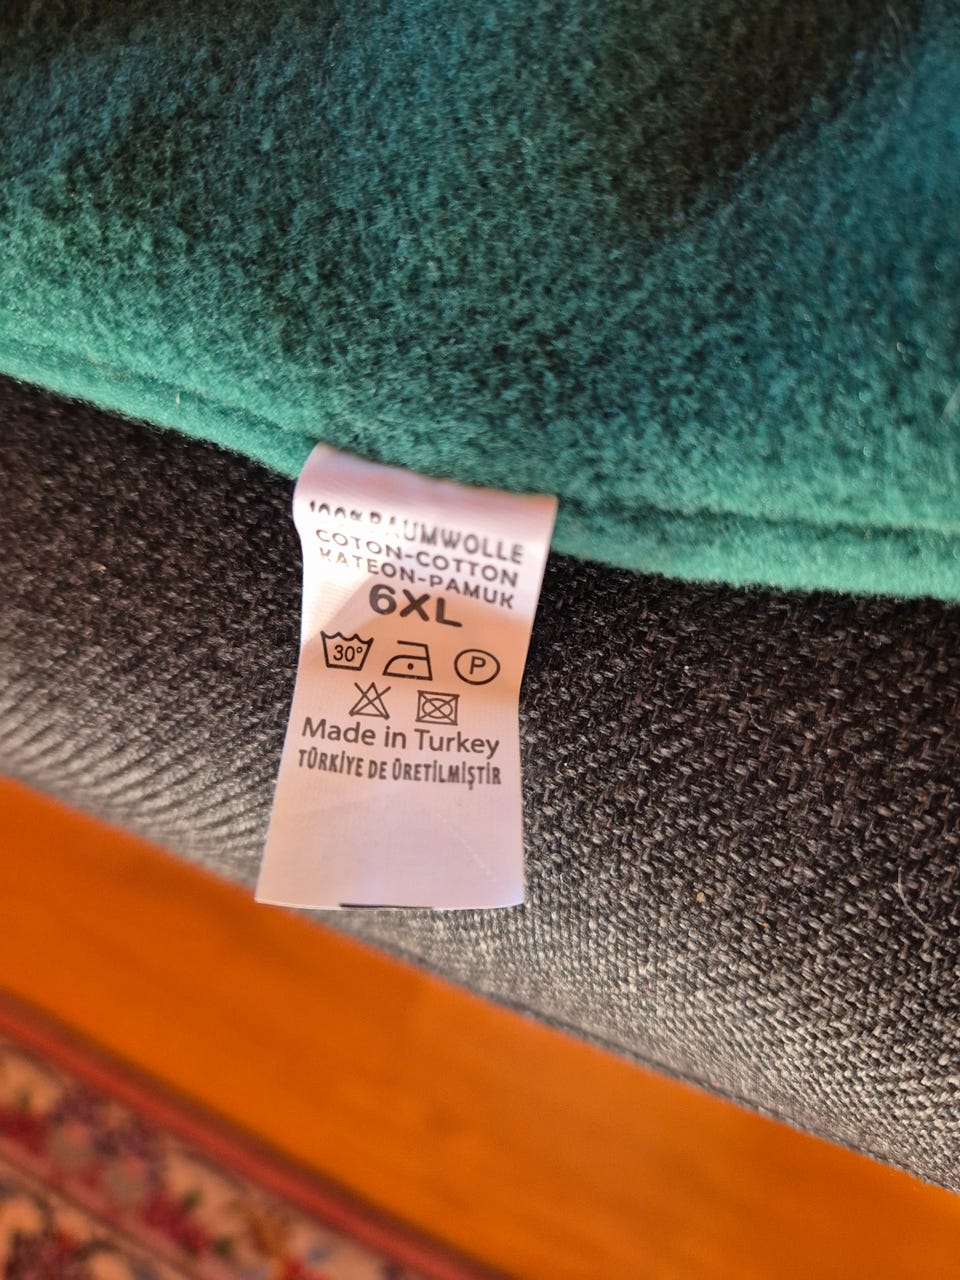 100% BAUMWOLLE
COTON-COTTON
KATEON-PAMUK
6XL
30°
P
Made in Turkey
TÜRKİYE DE ÜRETİLMİŞTİR